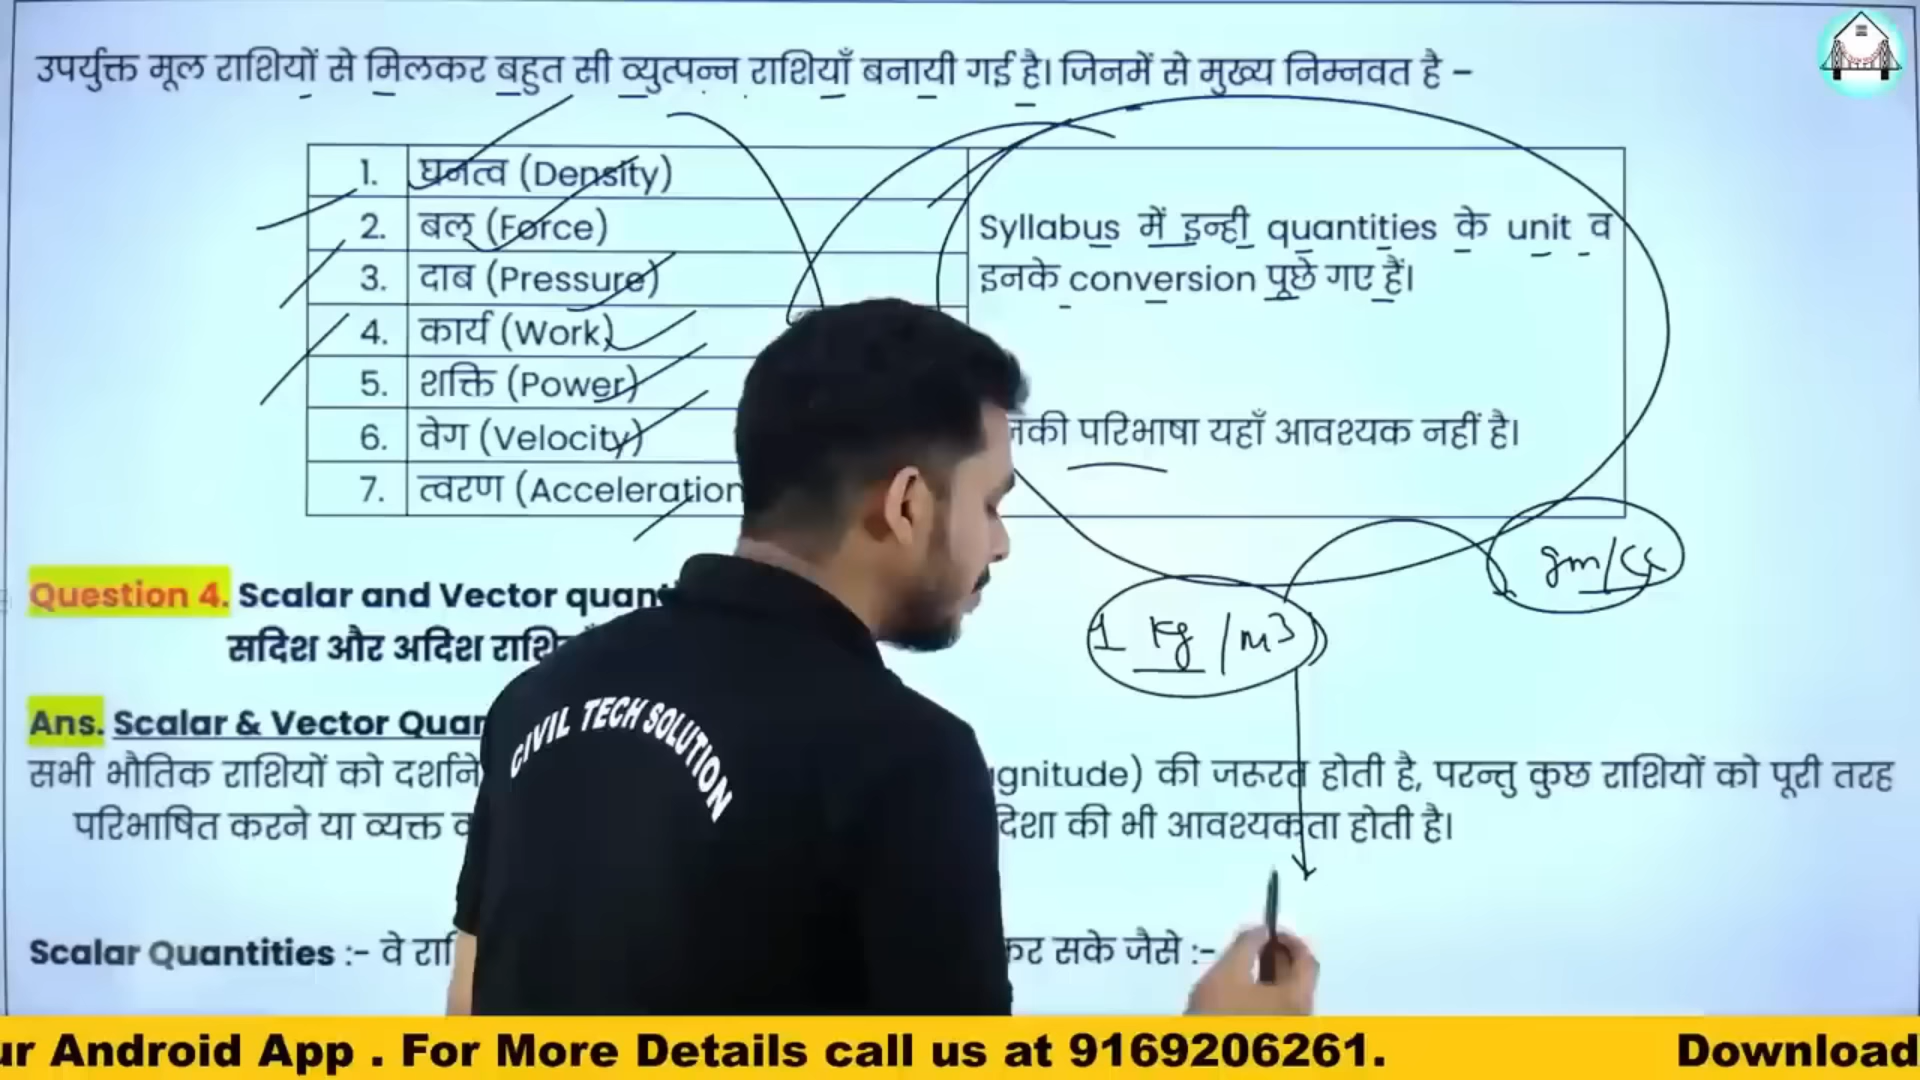 उपर्युक्त मूल राशियों से मिलकर बहुत सी व्युत्पन्न राशियाँ बनायी गई है। जिनमें से मुख्य निम्नवत है –
1. घनत्व (Density)
2. बल (Force)
3. दाब (Pressure)
4. कार्य (Work)
5. शक्ति (Power)
6. वेग (Velocity)
7. त्वरण (Acceleration
Syllabus में इन्ही quantities के unit व
इनके conversion पूछे गए हैं।
परिभाषा यहाँ आवश्यक नहीं है।
gm/cc
1 Kg/m3
Question 4. Scalar and Vector quant
सदिश और अदिश
Ans. Scalar & Vector Quan
सभी भौतिक राशियों को दर्शाने gnitude) की जरूरत होती है, परन्तु कुछ राशियों को पूरी तरह
परिभाषित करने या व्यक्त दिशा की भी आवश्यकता होती है।
Scalar Quantities :- वे कर सके जैसे :-
CIVIL TECH SOLUTION
ur Android App . For More Details call us at 9169206261. Download